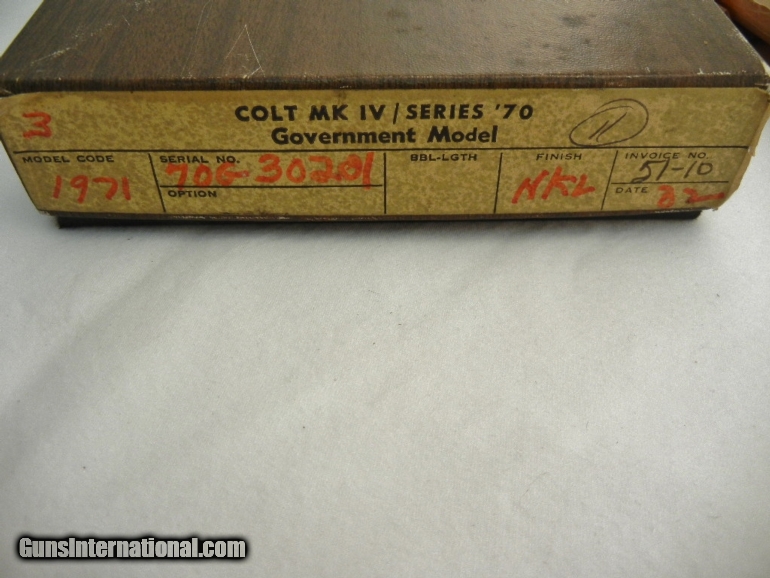 COLT MK IV / SERIES '70
Government Model
11
3
MODEL CODE
1971
SERIAL NO.
70G-30201
OPTION
BBL-LGTH
FINISH
NKL
INVOICE NO.
51-10
DATE
GunsInternational.com